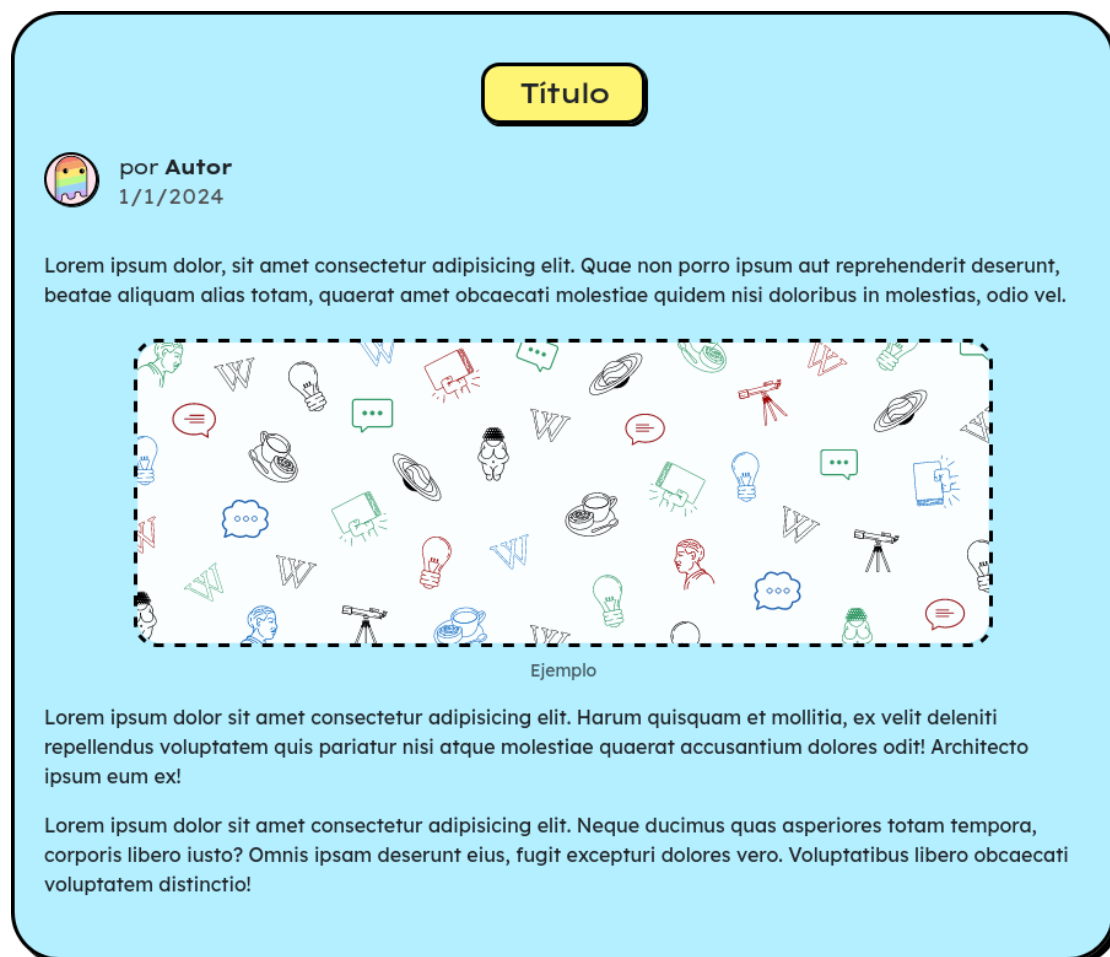 Título
por Autor
1/1/2024
Lorem ipsum dolor, sit amet consectetur adipisicing elit. Quae non porro ipsum aut reprehenderit deserunt,
beatae aliquam alias totam, quaerat amet obcaecati molestiae quidem nisi doloribus in molestias, odio vel.
Ejemplo
Lorem ipsum dolor sit amet consectetur adipisicing elit. Harum quisquam et mollitia, ex velit deleniti
repellendus voluptatem quis pariatur nisi atque molestiae quaerat accusantium dolores odit! Architecto
ipsum eum ex!
Lorem ipsum dolor sit amet consectetur adipisicing elit. Neque ducimus quas asperiores totam tempora,
corporis libero iusto? Omnis ipsam deserunt eius, fugit excepturi dolores vero. Voluptatibus libero obcaecati
voluptatem distinctio!